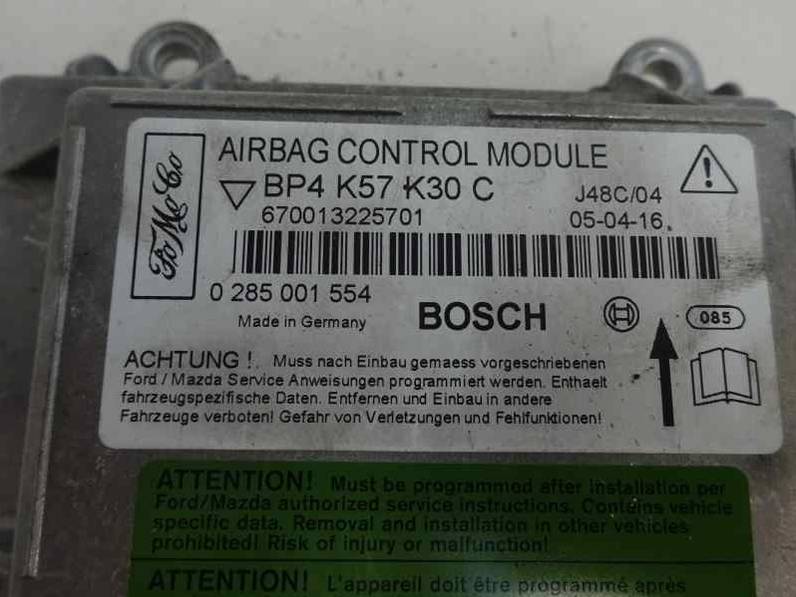 FoMoCo
AIRBAG CONTROL MODULE
BP4 K57 K30 C
J48C/04
670013225701
05-04-16.
0 285 001 554
Made in Germany
BOSCH
085
ACHTUNG ! Muss nach Einbau gemaess vorgeschriebenen
Ford / Mazda Service Anweisungen programmiert werden. Enthaelt
fahrzeugspezifische Daten. Entfernen und Einbau in andere
Fahrzeuge verboten! Gefahr von Verletzungen und Fehlfunktionen!
ATTENTION! Must be programmed after installation per
Ford/Mazda authorized service instructions. Contains vehicle
specific data. Removal and installation in other vehicles
prohibited! Risk of injury or malfunction!
ATTENTION! L'appareil doit être programmé après